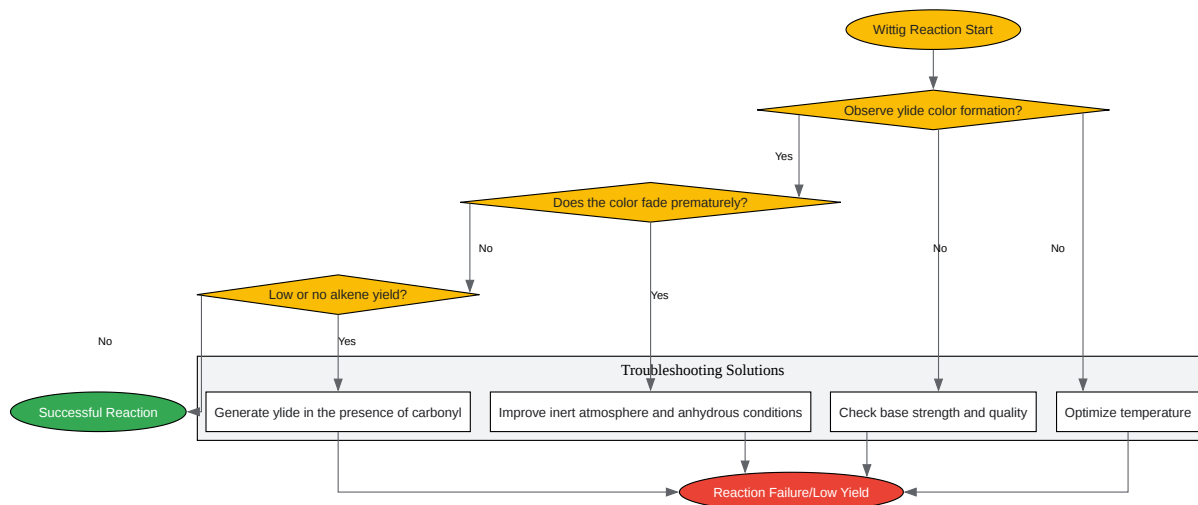 Wittig Reaction Start
Observe ylide color formation?
Yes
Does the color fade prematurely?
No
No
No
Low or no alkene yield?
Yes
No
Yes
Troubleshooting Solutions
Successful Reaction
Generate ylide in the presence of carbonyl
Improve inert atmosphere and anhydrous conditions
Check base strength and quality
Optimize temperature
Reaction Failure/Low Yield